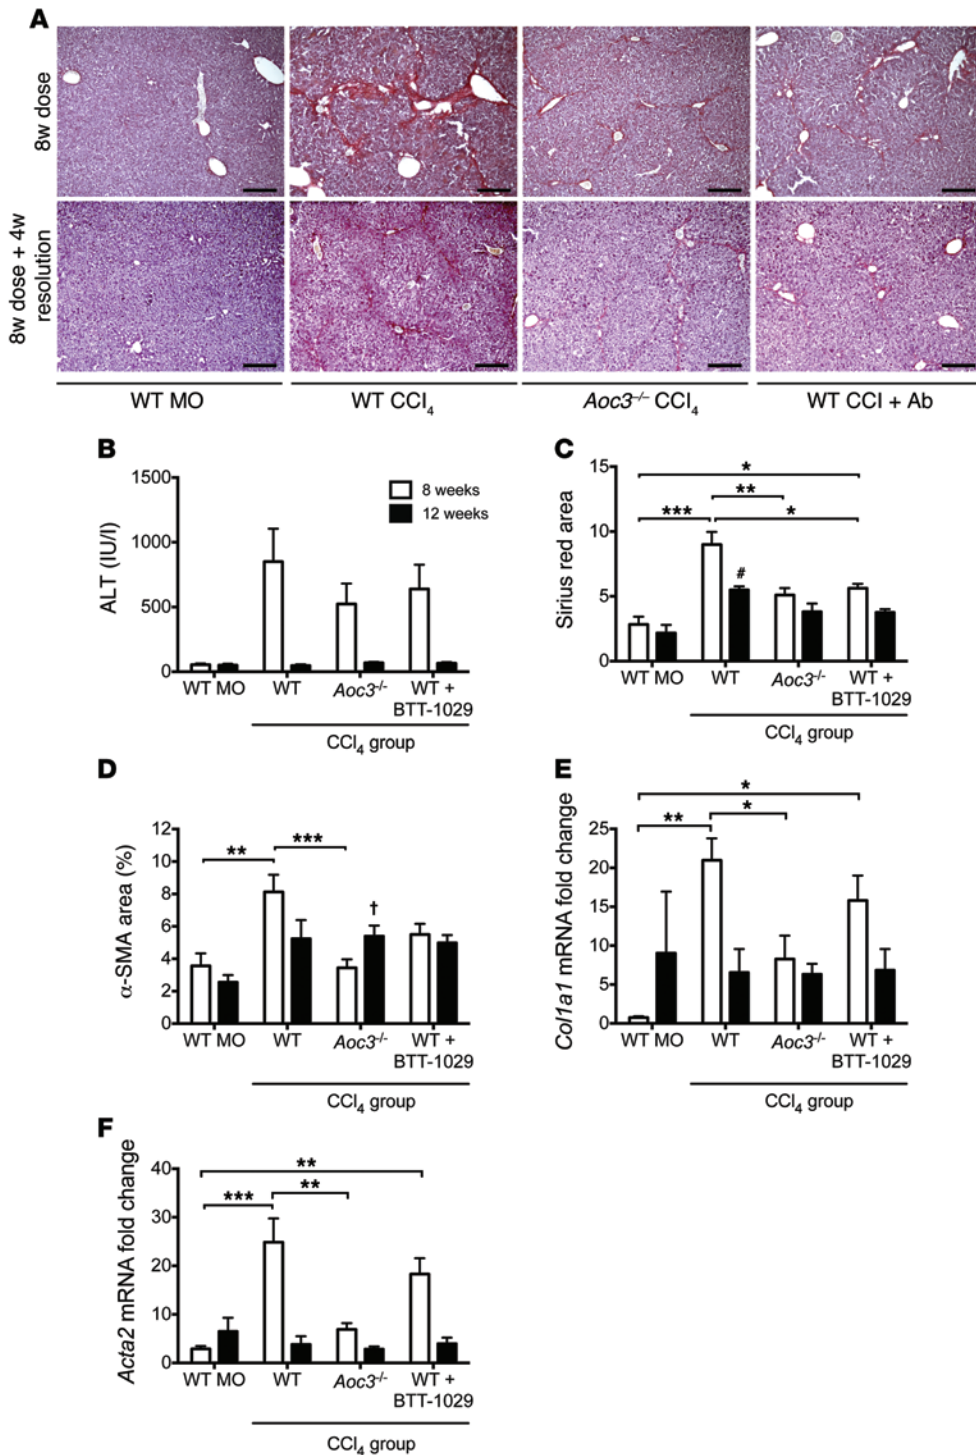 A
8w dose
8w dose + 4w
resolution
WT MO
WT CCl₄
Aoc3⁻/⁻ CCl₄
WT CCl + Ab
B
ALT (IU/l)
1500
1000
500
0
8 weeks
12 weeks
WT MO
WT
Aoc3⁻/⁻
WT +
BTT-1029
CCl₄ group
C
Sirius red area
15
10
5
0
*
**
***
*
#
WT MO
WT
Aoc3⁻/⁻
WT +
BTT-1029
CCl₄ group
D
α-SMA area (%)
12
10
8
6
4
2
0
***
**
†
WT MO
WT
Aoc3⁻/⁻
WT +
BTT-1029
CCl₄ group
E
Col1a1 mRNA fold change
25
20
15
10
5
0
*
**
*
WT MO
WT
Aoc3⁻/⁻
WT +
BTT-1029
CCl₄ group
F
Acta2 mRNA fold change
40
30
20
10
0
**
***
**
WT MO
WT
Aoc3⁻/⁻
WT +
BTT-1029
CCl₄ group